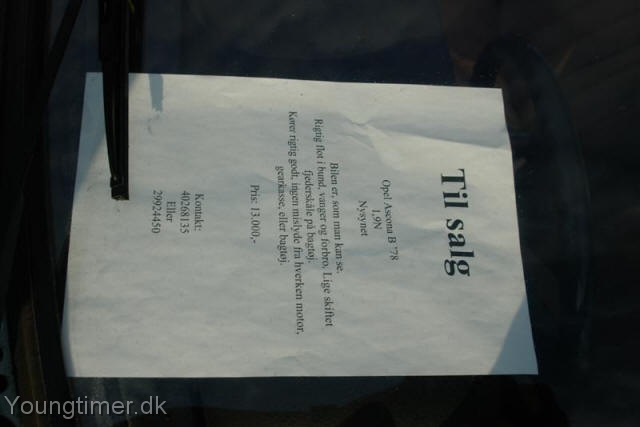 Til salg
Opel Ascona B '78
1,9N
Nysynet
Bilen er, som man kan se.
Rigtig flot i bund, vanger og forbro. Lige skiftet
fjederskåle på bagtøj.
Kører rigtig godt, ingen mislyde fra hverken motor,
gearkasse, eller bagtøj.
Pris: 13.000,-
Kontakt:
40268135
Eller
29924450
Youngtimer.dk